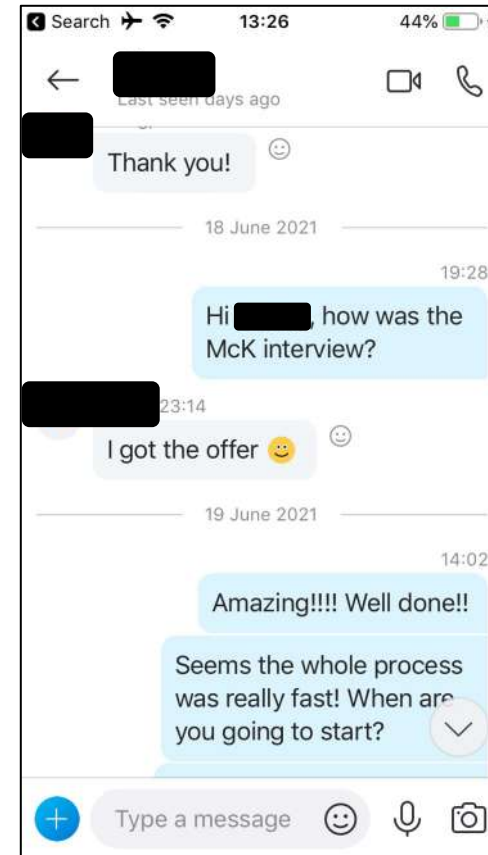 Search 13:26 44%
Last seen days ago
Thank you!
18 June 2021
19:28
Hi , how was the
McK interview?
23:14
I got the offer 🙂
19 June 2021
14:02
Amazing!!!! Well done!!
Seems the whole process
was really fast! When are
you going to start?
Type a message